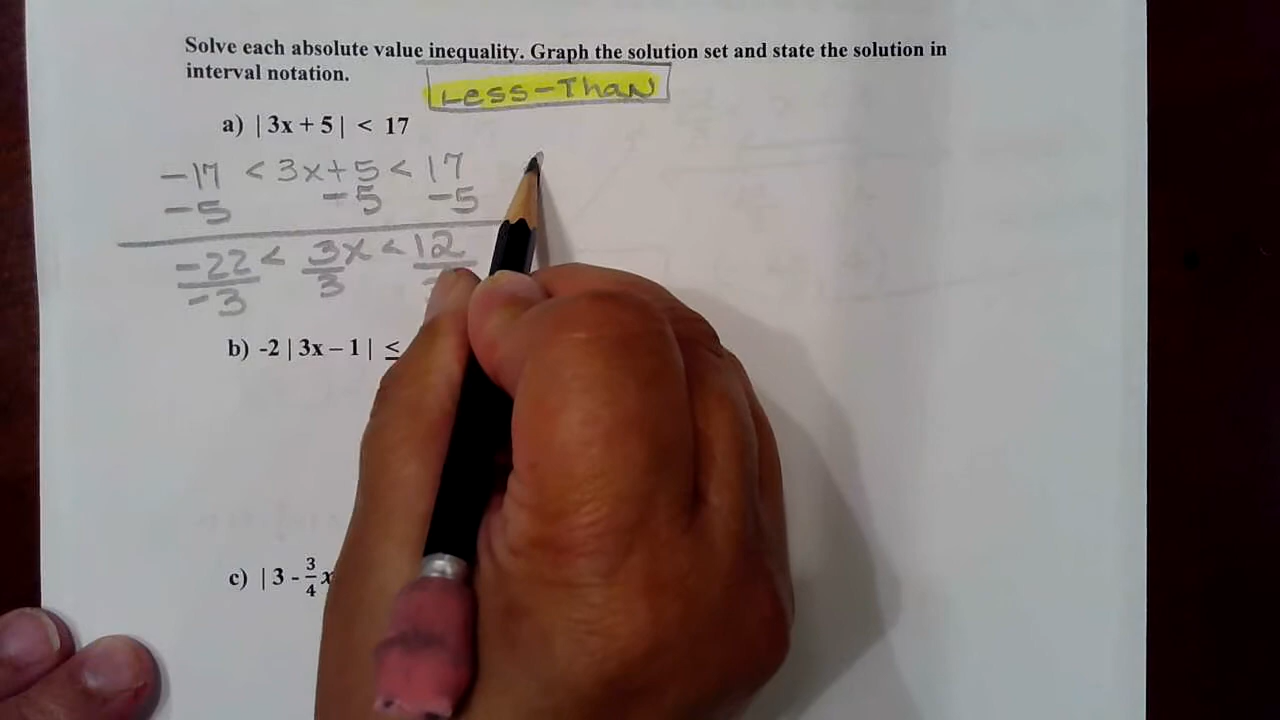 Solve each absolute value inequality. Graph the solution set and state the solution in
interval notation.
Less-Than
a) | 3x + 5 | < 17
-17 < 3x+5 < 17
-5 -5 -5
-22 < 3x < 12
-3 3
b) -2 | 3x – 1 | ≤
c) | 3 - 3/4 x